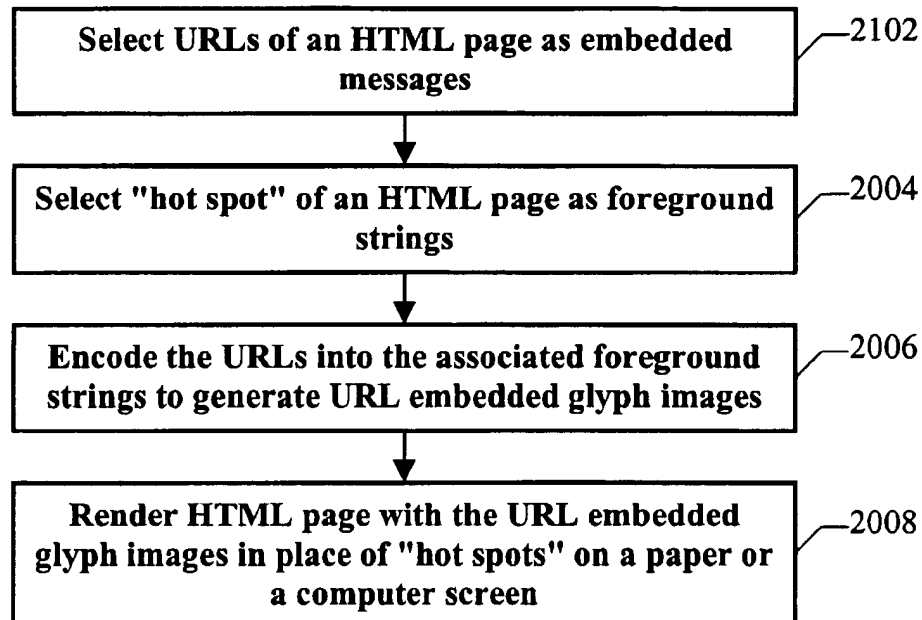 Select URLs of an HTML page as embedded
messages
2102
Select "hot spot" of an HTML page as foreground
strings
2004
Encode the URLs into the associated foreground
strings to generate URL embedded glyph images
2006
Render HTML page with the URL embedded
glyph images in place of "hot spots" on a paper or
a computer screen
2008